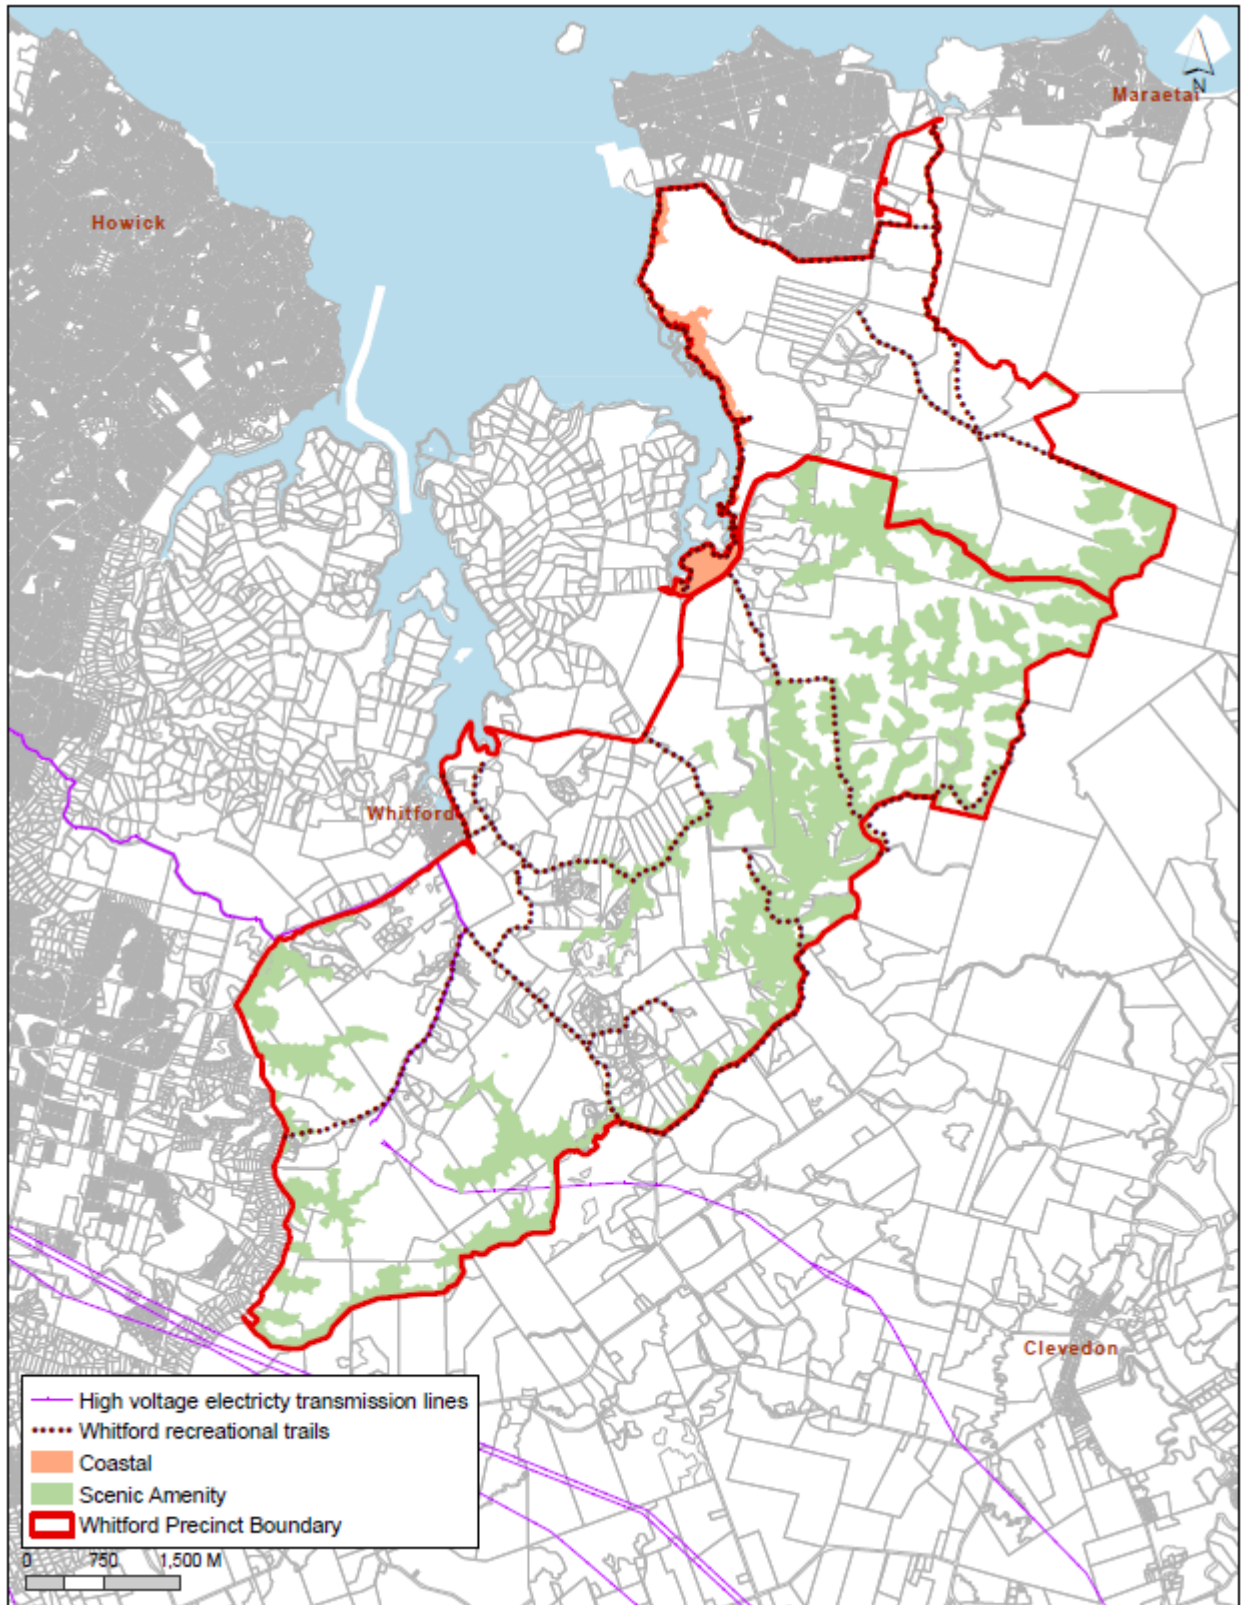 N
Maraetai
Howick
Whitford
Clevedon
High voltage electricty transmission lines
Whitford recreational trails
Coastal
Scenic Amenity
Whitford Precinct Boundary
0 750 1,500 M